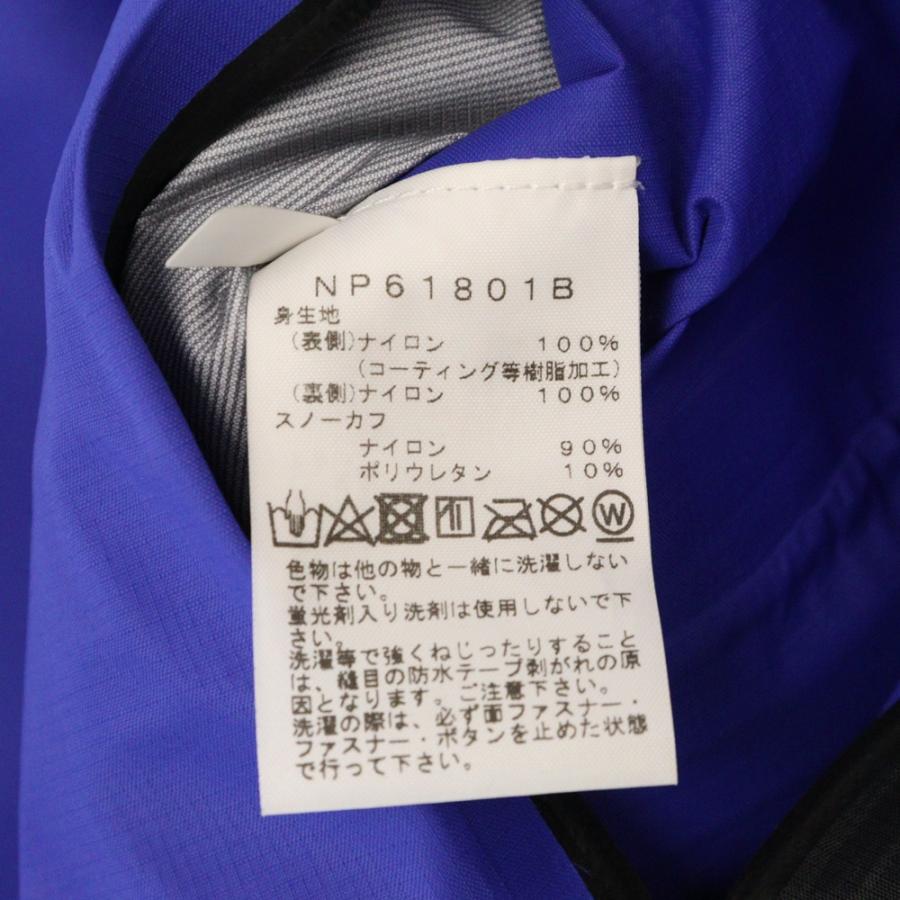 NP61801B
身生地
(表側)ナイロン 100%
(コーティング等樹脂加工)
(裏側)ナイロン 100%
スノーカフ
ナイロン 90%
ポリウレタン 10%
W
色物は他の物と一緒に洗濯しない
で下さい。
蛍光剤入り洗剤は使用しないで下
さい。
洗濯等で強くねじったりすること
は、縫目の防水テープ剥がれの原
因となります。ご注意下さい。
洗濯の際は、必ず面ファスナー・
ファスナー・ボタンを止めた状態
で行って下さい。